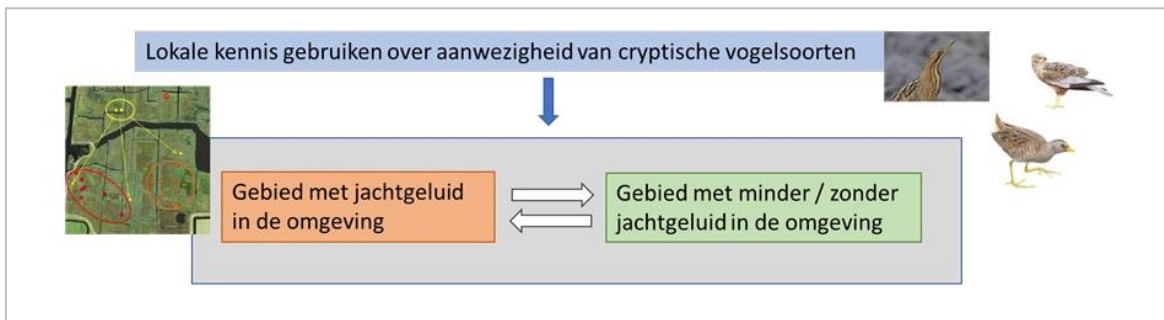 Lokale kennis gebruiken over aanwezigheid van cryptische vogelsoorten
Gebied met jachtgeluid
in de omgeving
Gebied met minder / zonder
jachtgeluid in de omgeving